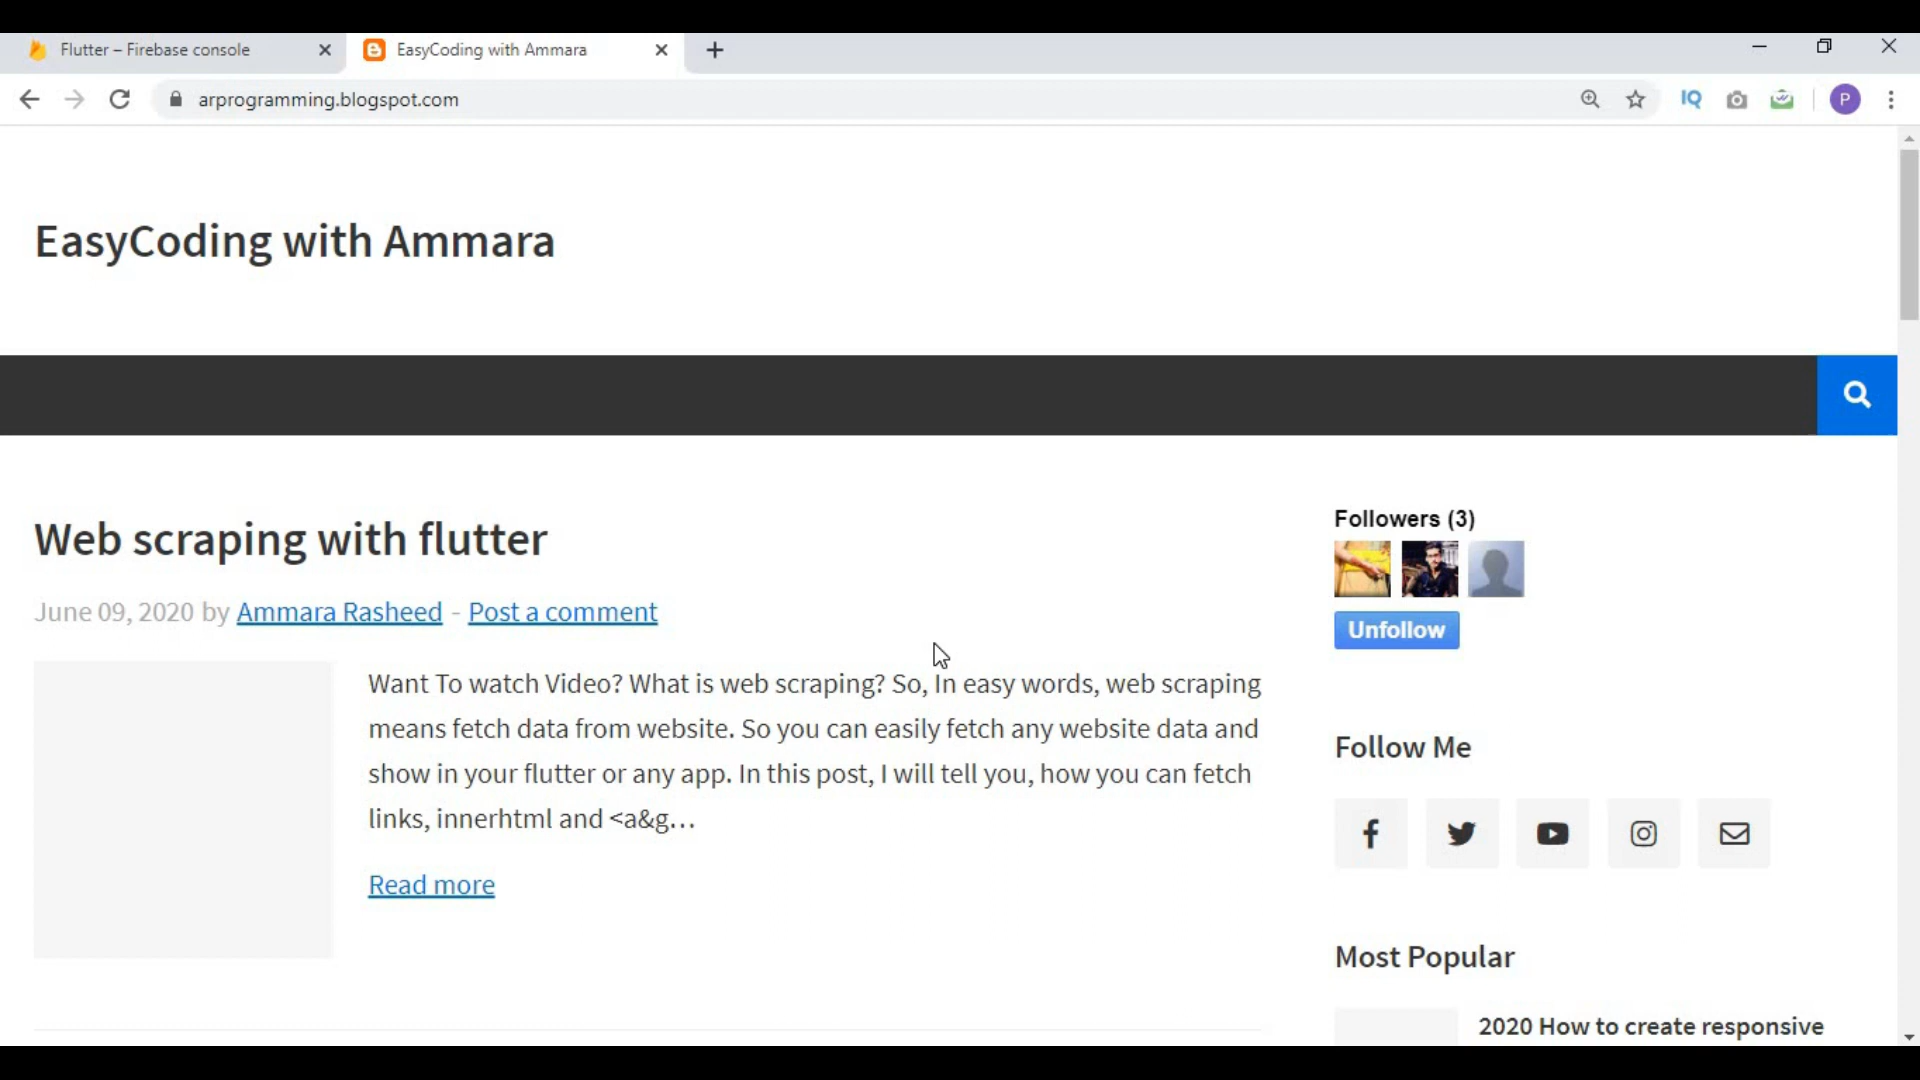 Flutter – Firebase console
EasyCoding with Ammara
arprogramming.blogspot.com
IQ
P
EasyCoding with Ammara
Web scraping with flutter
June 09, 2020 by Ammara Rasheed - Post a comment
Want To watch Video? What is web scraping? So, In easy words, web scraping
means fetch data from website. So you can easily fetch any website data and
show in your flutter or any app. In this post, I will tell you, how you can fetch
links, innerhtml and <a&g...
Read more
Followers (3)
Unfollow
Follow Me
Most Popular
2020 How to create responsive